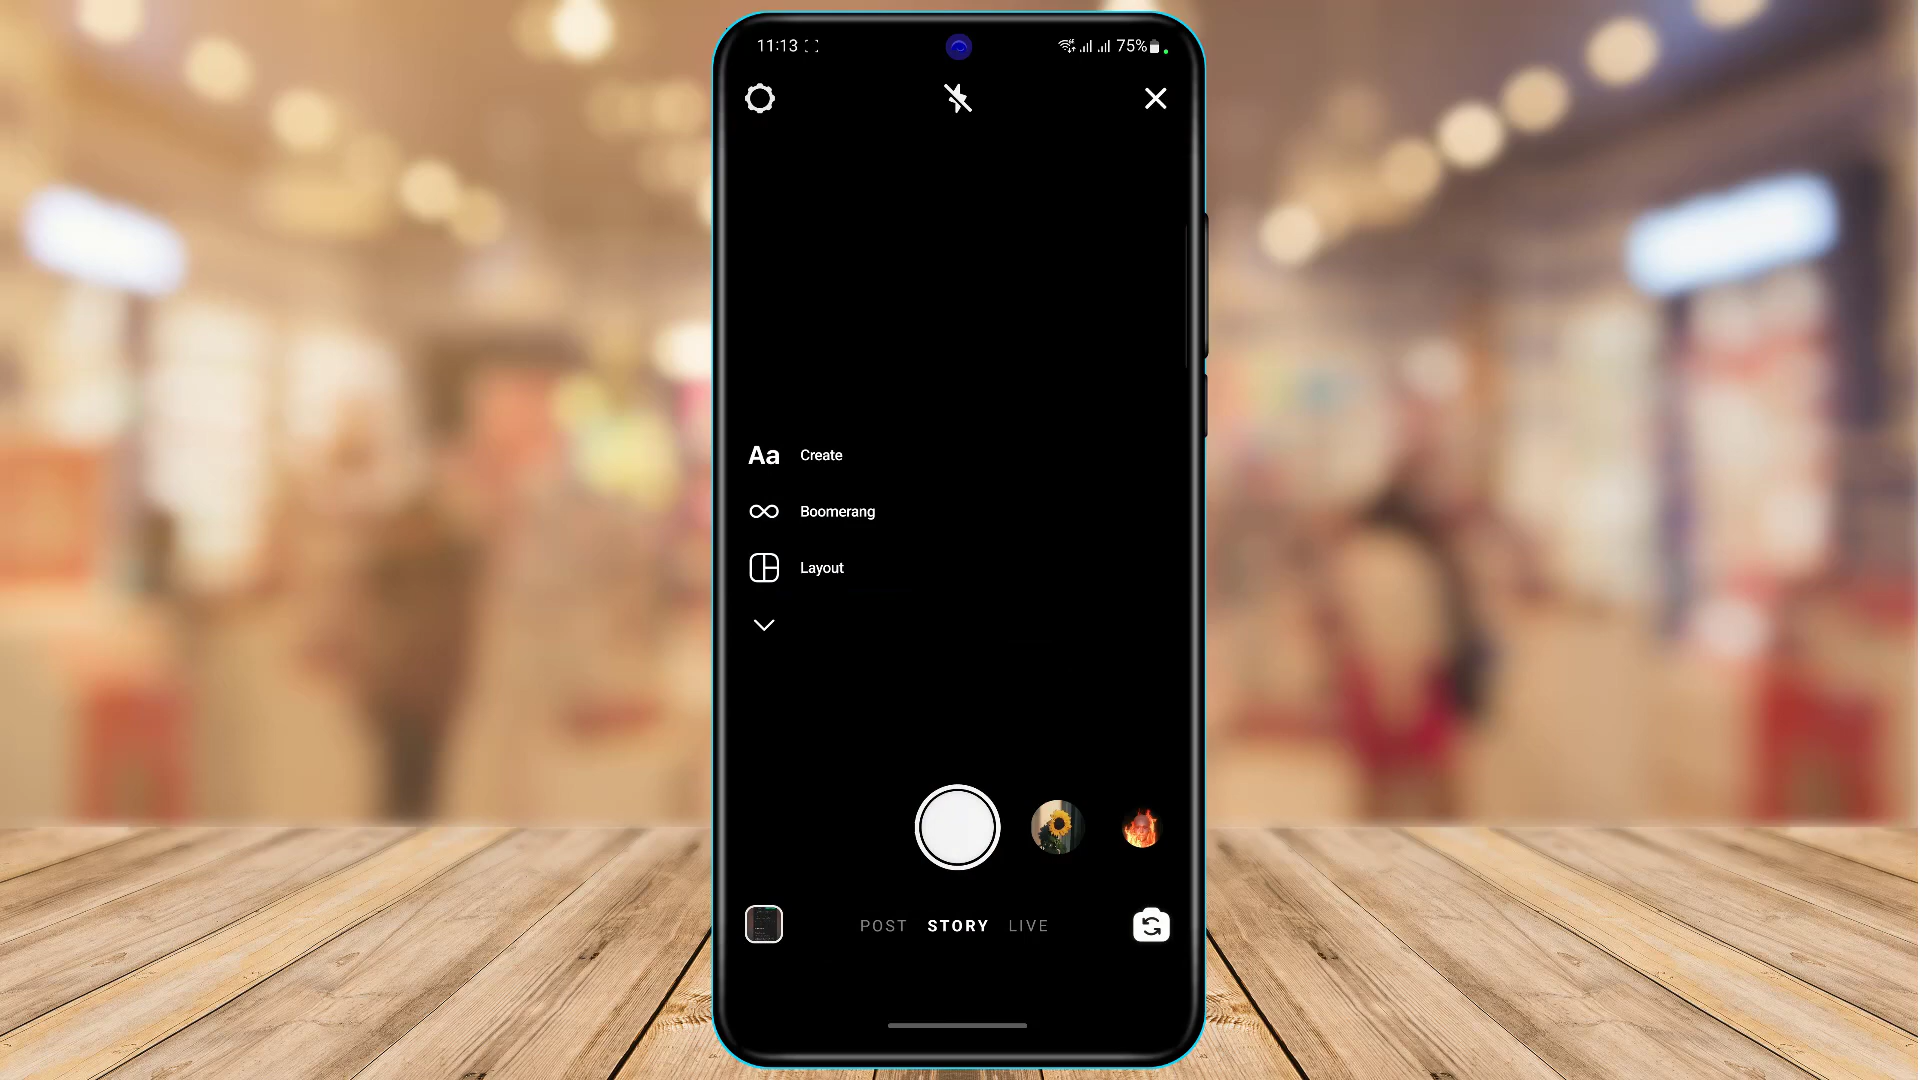 11:13 75%
Aa Create
Boomerang
Layout
POST STORY LIVE